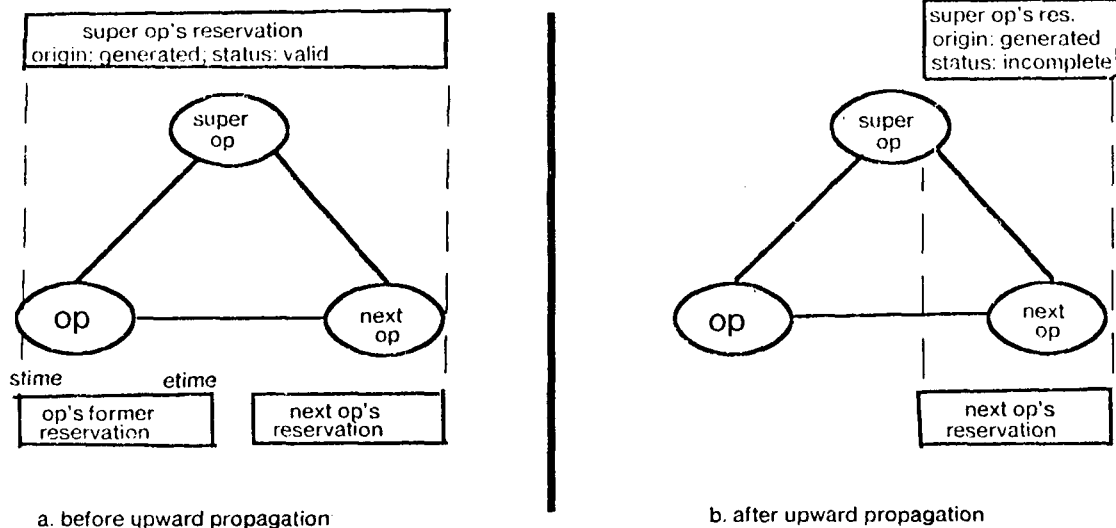 super op's reservation
origin: generated; status: valid
super
op
op
next
op
stime
etime
op's former
reservation
next op's
reservation
a. before upward propagation
super op's res.
origin: generated
status: incomplete
super
op
op
next
op
next op's
reservation
b. after upward propagation